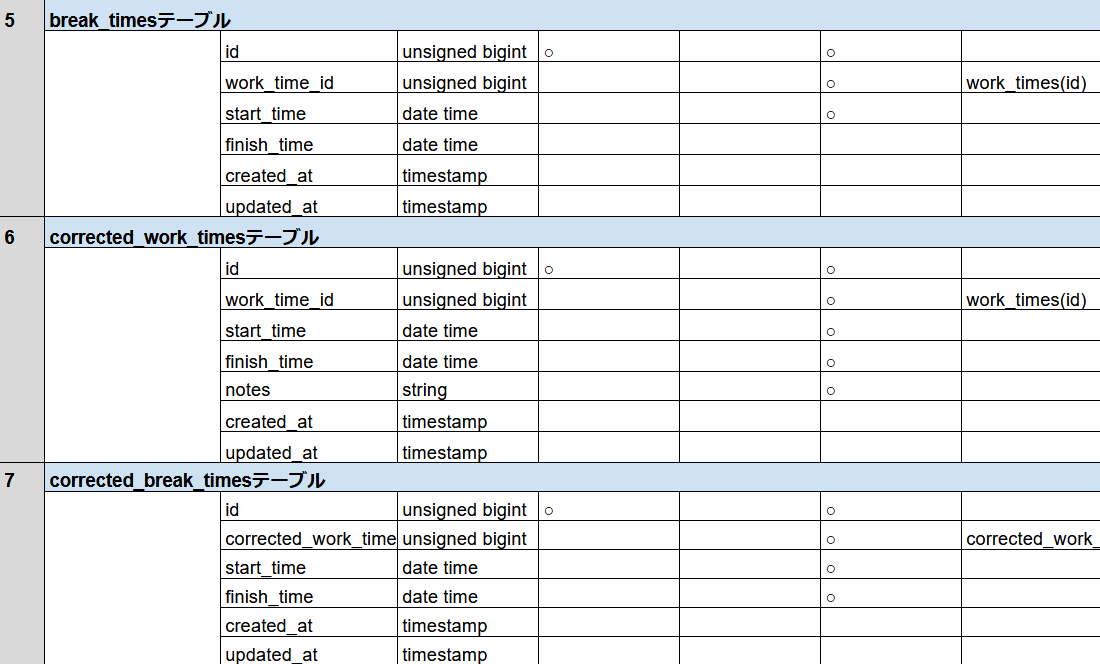 5 break_timesテーブル
id unsigned bigint ○ ○
work_time_id unsigned bigint ○ work_times(id)
start_time date time ○
finish_time date time
created_at timestamp
updated_at timestamp
6 corrected_work_timesテーブル
id unsigned bigint ○ ○
work_time_id unsigned bigint ○ work_times(id)
start_time date time ○
finish_time date time ○
notes string ○
created_at timestamp
updated_at timestamp
7 corrected_break_timesテーブル
id unsigned bigint ○ ○
corrected_work_time unsigned bigint ○ corrected_work_
start_time date time ○
finish_time date time ○
created_at timestamp
updated_at timestamp